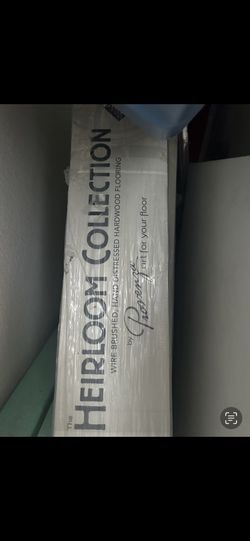 THE
HEIRLOOM COLLECTION
WIRE BRUSHED, HAND DISTRESSED HARDWOOD FLOORING
by Provenza
art for your floor